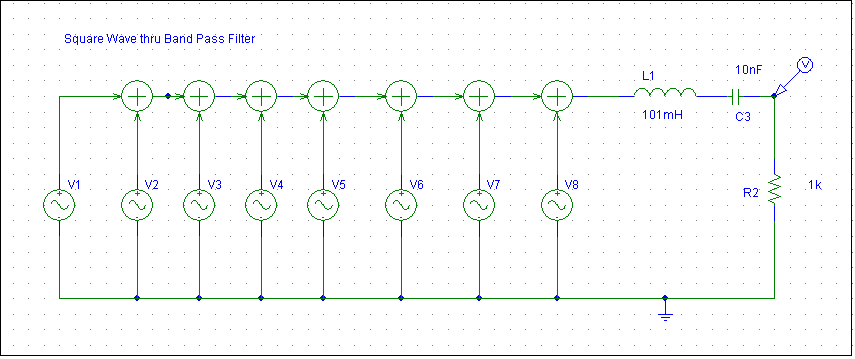 Square Wave thru Band Pass Filter
L1
10nF
V
101mH
C3
V1
V2
V3
V4
V5
V6
V7
V8
R2
1k